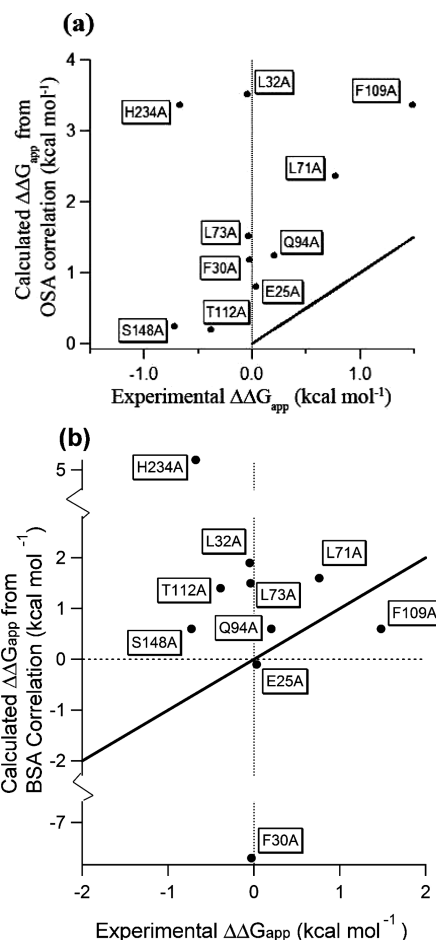 (a)
Calculated ΔΔGapp from
OSA correlation (kcal mol-1)
4
3
2
1
0
L32A
H234A
F109A
L71A
L73A
Q94A
F30A
E25A
T112A
S148A
-1.0
0.0
1.0
Experimental ΔΔGapp (kcal mol-1)
(b)
Calculated ΔΔGapp from
BSA Correlation (kcal mol -1)
5
2
1
0
-1
-2
-7
H234A
L32A
L71A
T112A
L73A
S148A
Q94A
F109A
E25A
F30A
-2
-1
0
1
2
Experimental ΔΔGapp (kcal mol -1)